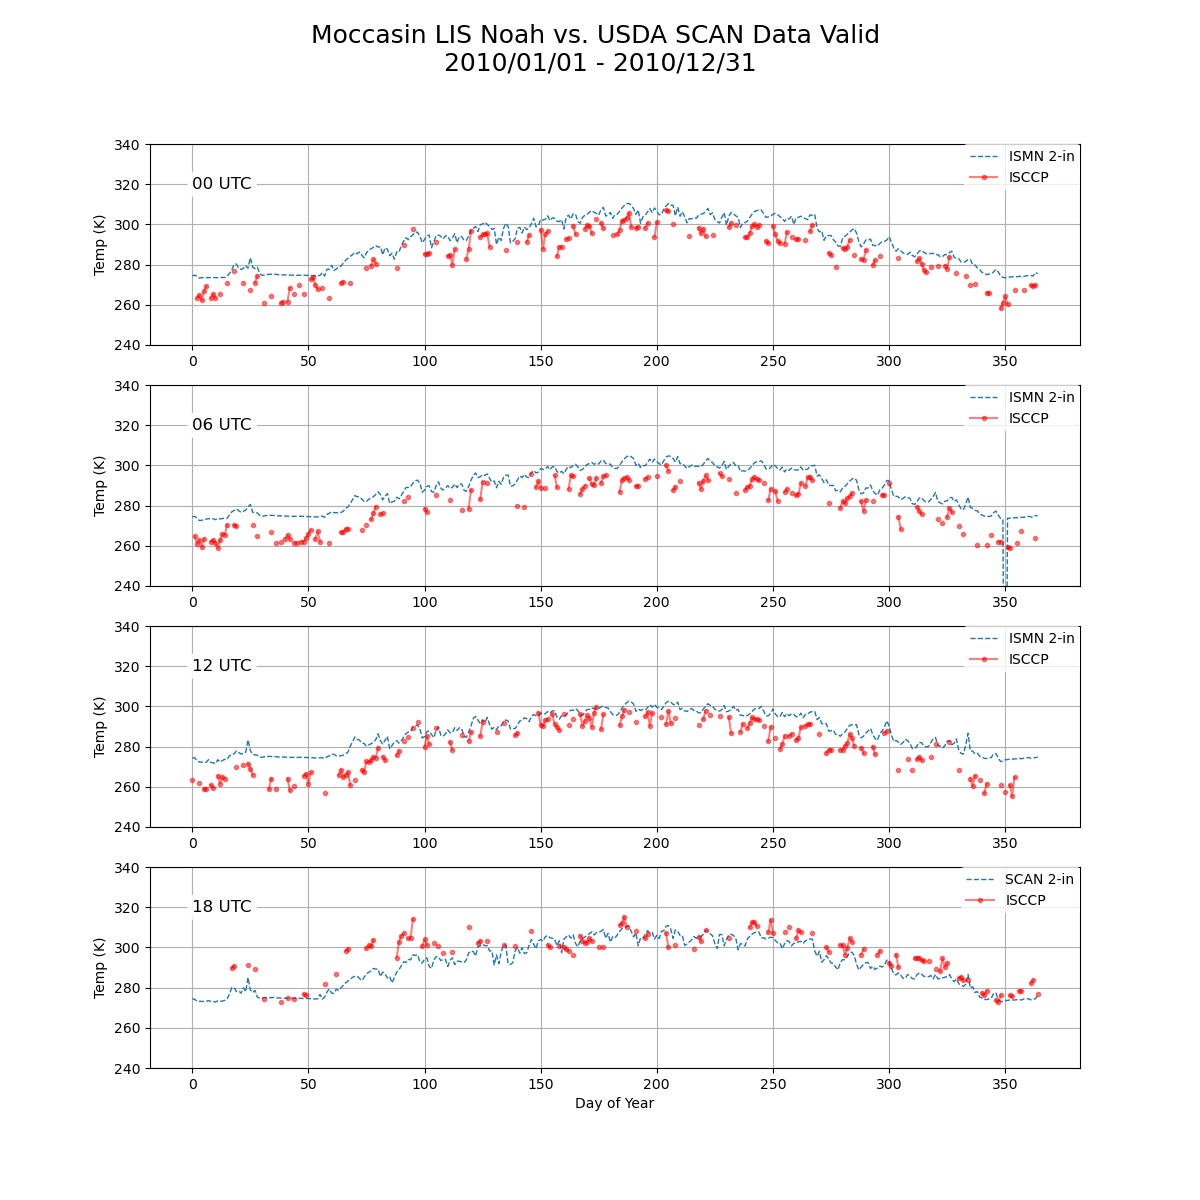 Moccasin LIS Noah vs. USDA SCAN Data Valid
2010/01/01 - 2010/12/31
340
320
300
280
260
240
Temp (K)
00 UTC
ISMN 2-in
ISCCP
0 50 100 150 200 250 300 350
340
320
300
280
260
240
Temp (K)
06 UTC
ISMN 2-in
ISCCP
0 50 100 150 200 250 300 350
340
320
300
280
260
240
Temp (K)
12 UTC
ISMN 2-in
ISCCP
0 50 100 150 200 250 300 350
340
320
300
280
260
240
Temp (K)
18 UTC
SCAN 2-in
ISCCP
0 50 100 150 200 250 300 350
Day of Year